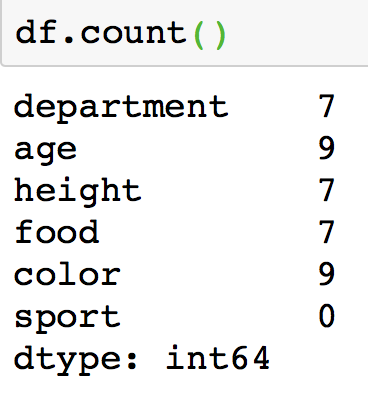 df.count()
department 7
age 9
height 7
food 7
color 9
sport 0
dtype: int64